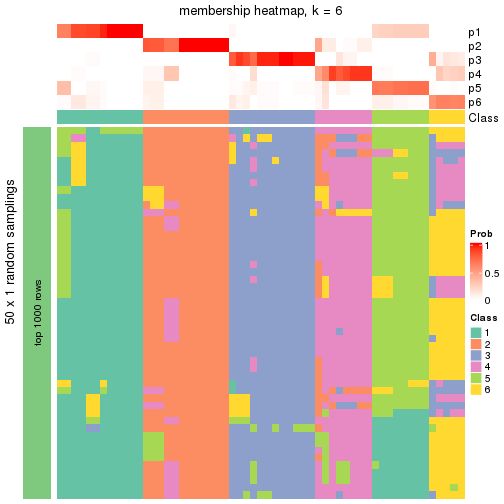 membership heatmap, k = 6
p1
p2
p3
p4
p5
p6
Class
50 x 1 random samplings
top 1000 rows
Prob
1
0.5
0
Class
1
2
3
4
5
6